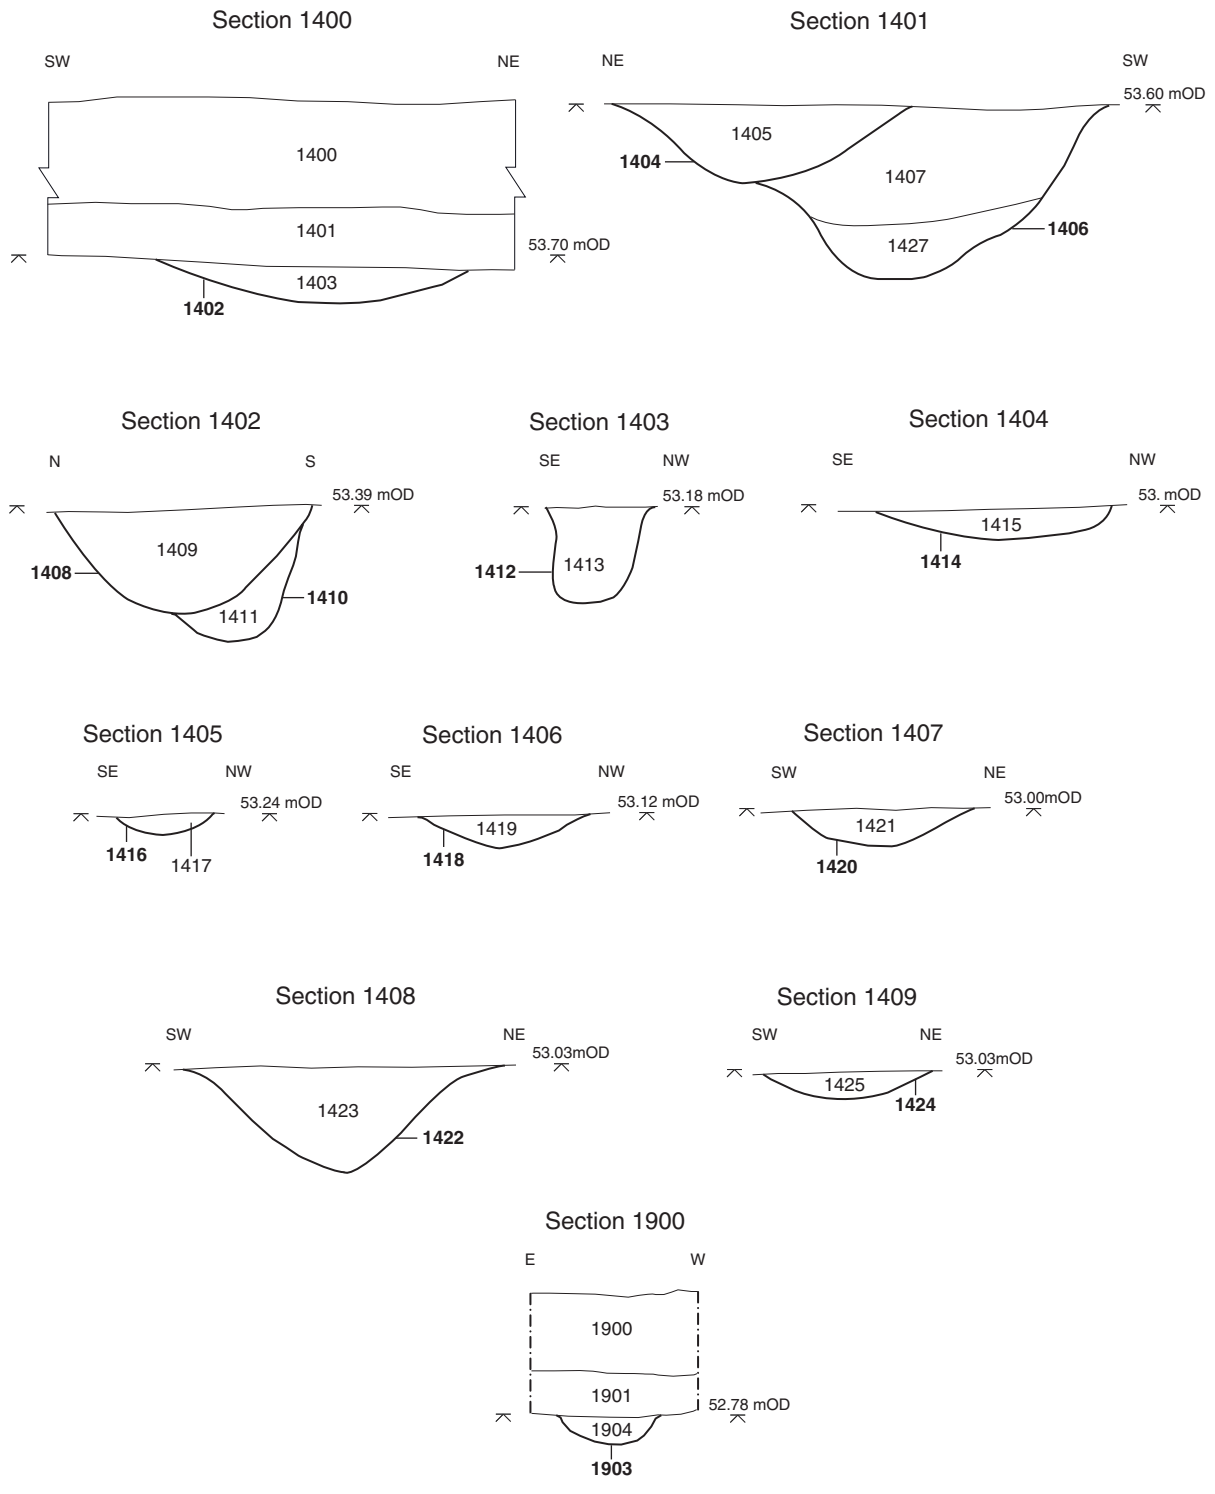 Section 1400
SW NE
1400
1401
53.70 mOD
1403
1402
Section 1401
NE SW
53.60 mOD
1405
1404
1407
1406
1427
Section 1402
N S
53.39 mOD
1409
1408
1410
1411
Section 1403
SE NW
53.18 mOD
1412 1413
Section 1404
SE NW
53. mOD
1415
1414
Section 1405
SE NW
53.24 mOD
1416
1417
Section 1406
SE NW
53.12 mOD
1419
1418
Section 1407
SW NE
53.00mOD
1421
1420
Section 1408
SW NE
53.03mOD
1423
1422
Section 1409
SW NE
53.03mOD
1425
1424
Section 1900
E W
1900
1901
52.78 mOD
1904
1903